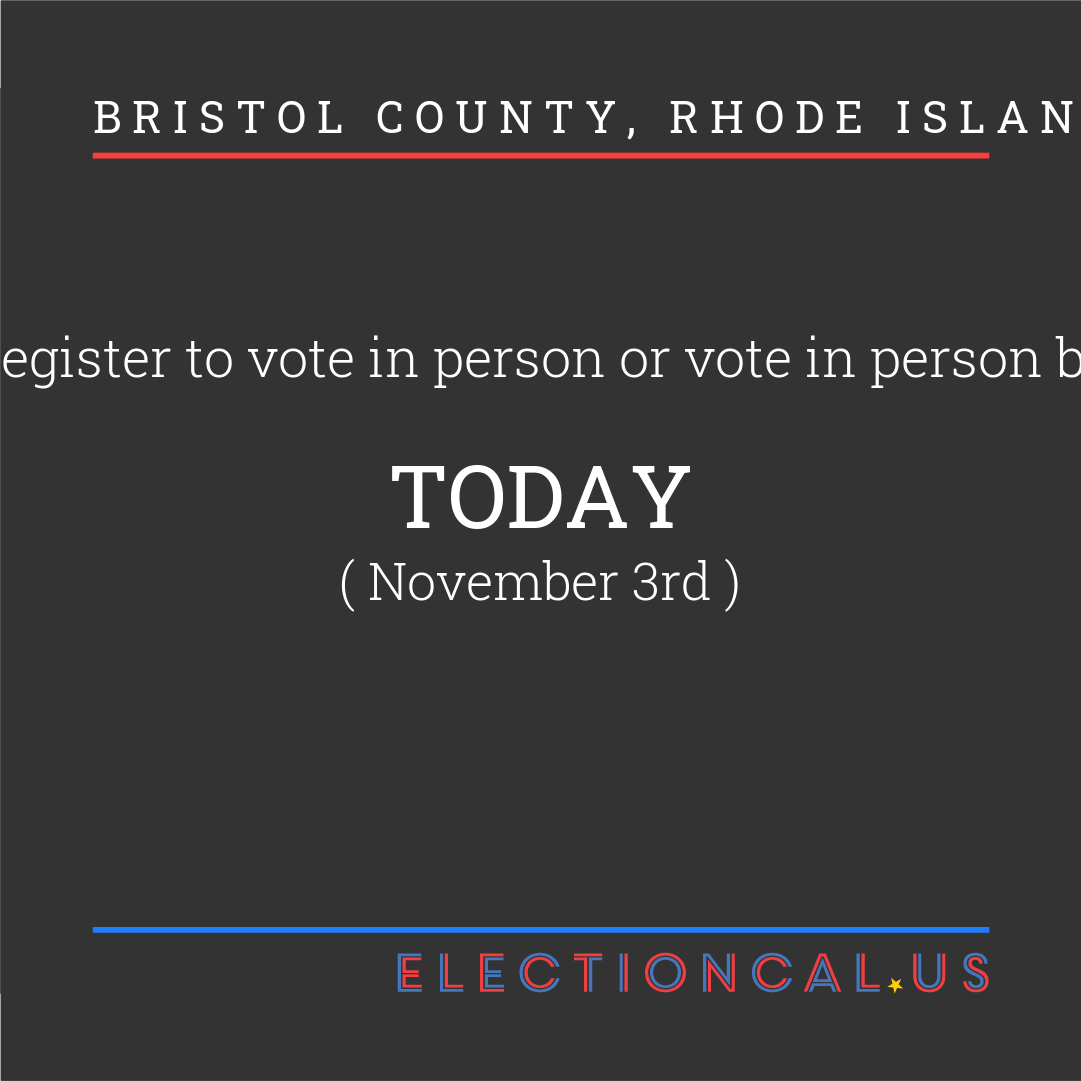 BRISTOL COUNTY, RHODE ISLAN
egister to vote in person or vote in person b
TODAY
( November 3rd )
ELECTIONCAL.US